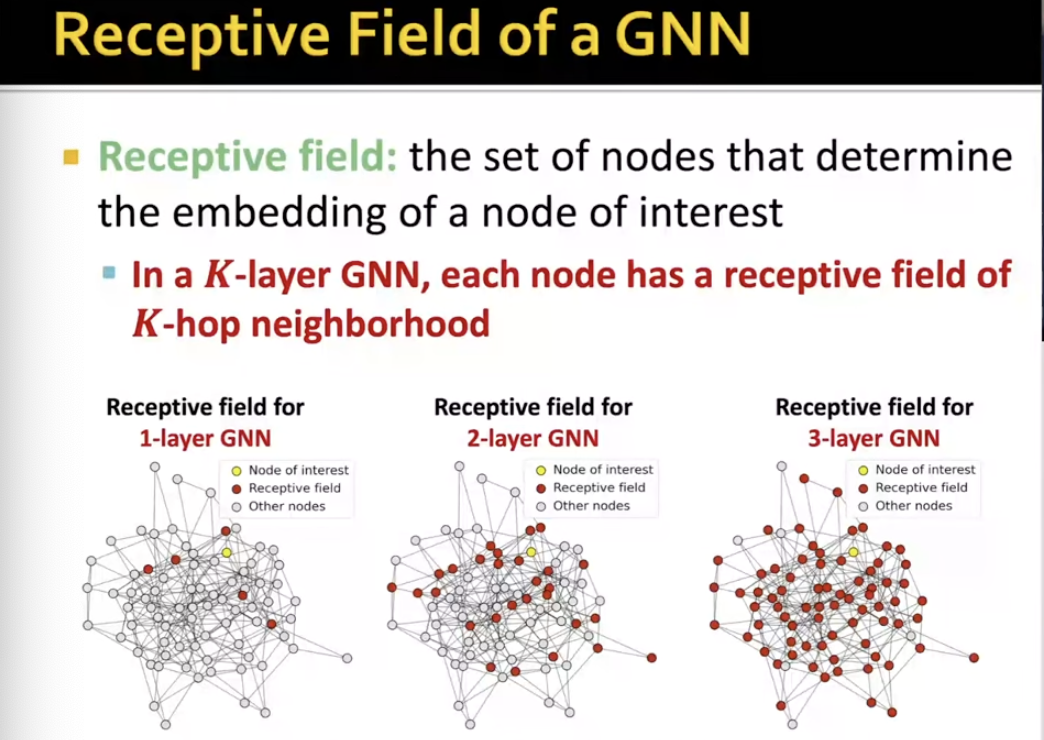 Receptive Field of a GNN
Receptive field: the set of nodes that determine
the embedding of a node of interest
In a K-layer GNN, each node has a receptive field of
K-hop neighborhood
Receptive field for
1-layer GNN
Node of interest
Receptive field
Other nodes
Receptive field for
2-layer GNN
Node of interest
Receptive field
Other nodes
Receptive field for
3-layer GNN
Node of interest
Receptive field
Other nodes